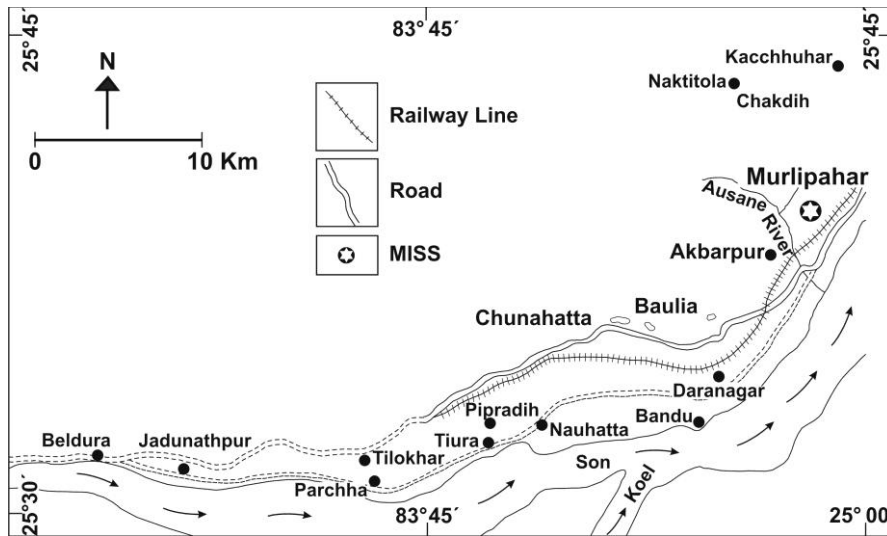 83° 45´
25° 45´
25° 45´
N
0 10 Km
Railway Line
Road
MISS
Kacchhuhar
Naktitola
Chakdih
Murlipahar
Ausane River
Akbarpur
Baulia
Chunahatta
Daranagar
Pipradih
Bandu
Nauhatta
Tiura
Beldura
Jadunathpur
Tilokhar
Son
Parchha
Koel
25° 30´
83° 45´
25° 00